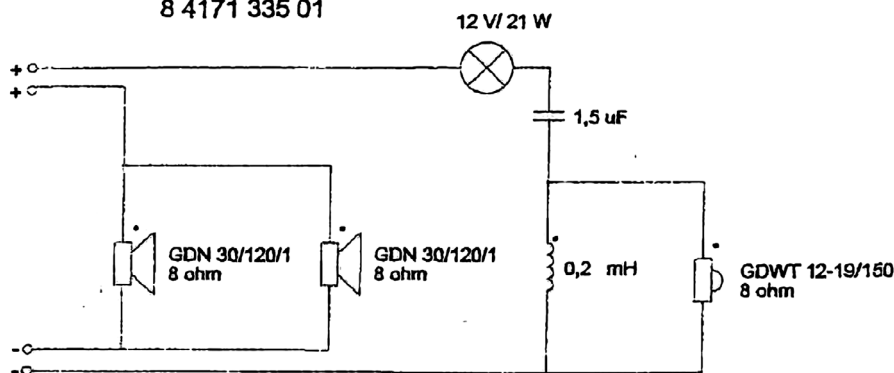 8 4171 335 01
12 V/ 21 W
+
+
1,5 uF
GDN 30/120/1
8 ohm
GDN 30/120/1
8 ohm
0,2 mH
GDWT 12-19/150
8 ohm
-
-